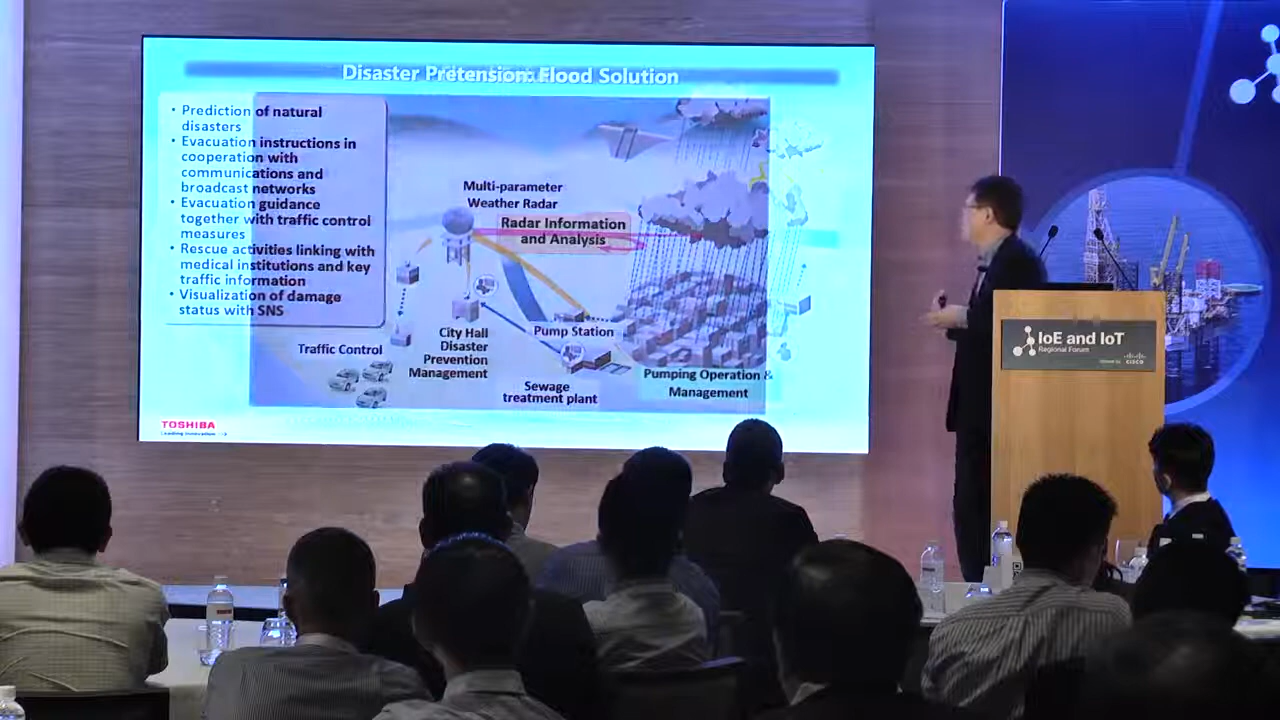 Disaster Pretension: Flood Solution
• Prediction of natural
disasters
• Evacuation instructions in
cooperation with
communications and
broadcast networks
• Evacuation guidance
together with traffic control
measures
• Rescue activities linking with
medical institutions and key
traffic information
• Visualization of damage
status with SNS
Multi-parameter
Weather Radar
Radar Information
and Analysis
City Hall
Disaster
Prevention
Management
Pump Station
Traffic Control
Sewage
treatment plant
Pumping Operation &
Management
TOSHIBA
Leading Innovation
IoE and IoT
Regional Forum
CISCO